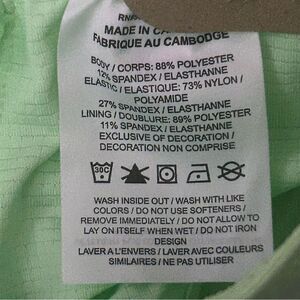 MADE IN
FABRIQUE AU CAMBODGE
BODY / CORPS: 88% POLYESTER
12% SPANDEX / ELASTHANNE
ELASTIC / ELASTIQUE: 73% NYLON /
POLYAMIDE
27% SPANDEX / ELASTHANNE
LINING / DOUBLURE: 89% POLYESTER
11% SPANDEX / ELASTHANNE
EXCLUSIVE OF DECORATION /
DECORATION NON COMPRISE
30C
WASH INSIDE OUT / WASH WITH LIKE
COLORS / DO NOT USE SOFTENERS /
REMOVE IMMEDIATELY / DO NOT ALLOW TO
LAY ON ITSELF WHEN WET / DO NOT IRON
DESIGN
LAVER A L'ENVERS / LAVER AVEC COULEURS
SIMILAIRES / NE PAS UTILISER